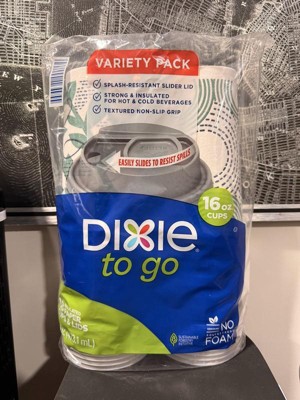 VARIETY PACK
SPLASH-RESISTANT SLIDER LID
STRONG & INSULATED
FOR HOT & COLD BEVERAGES
TEXTURED NON-SLIP GRIP
EASILY SLIDES TO RESIST SPILLS
16 oz
CUPS
DIXIE
to go
& LIDS
NO
FOAM